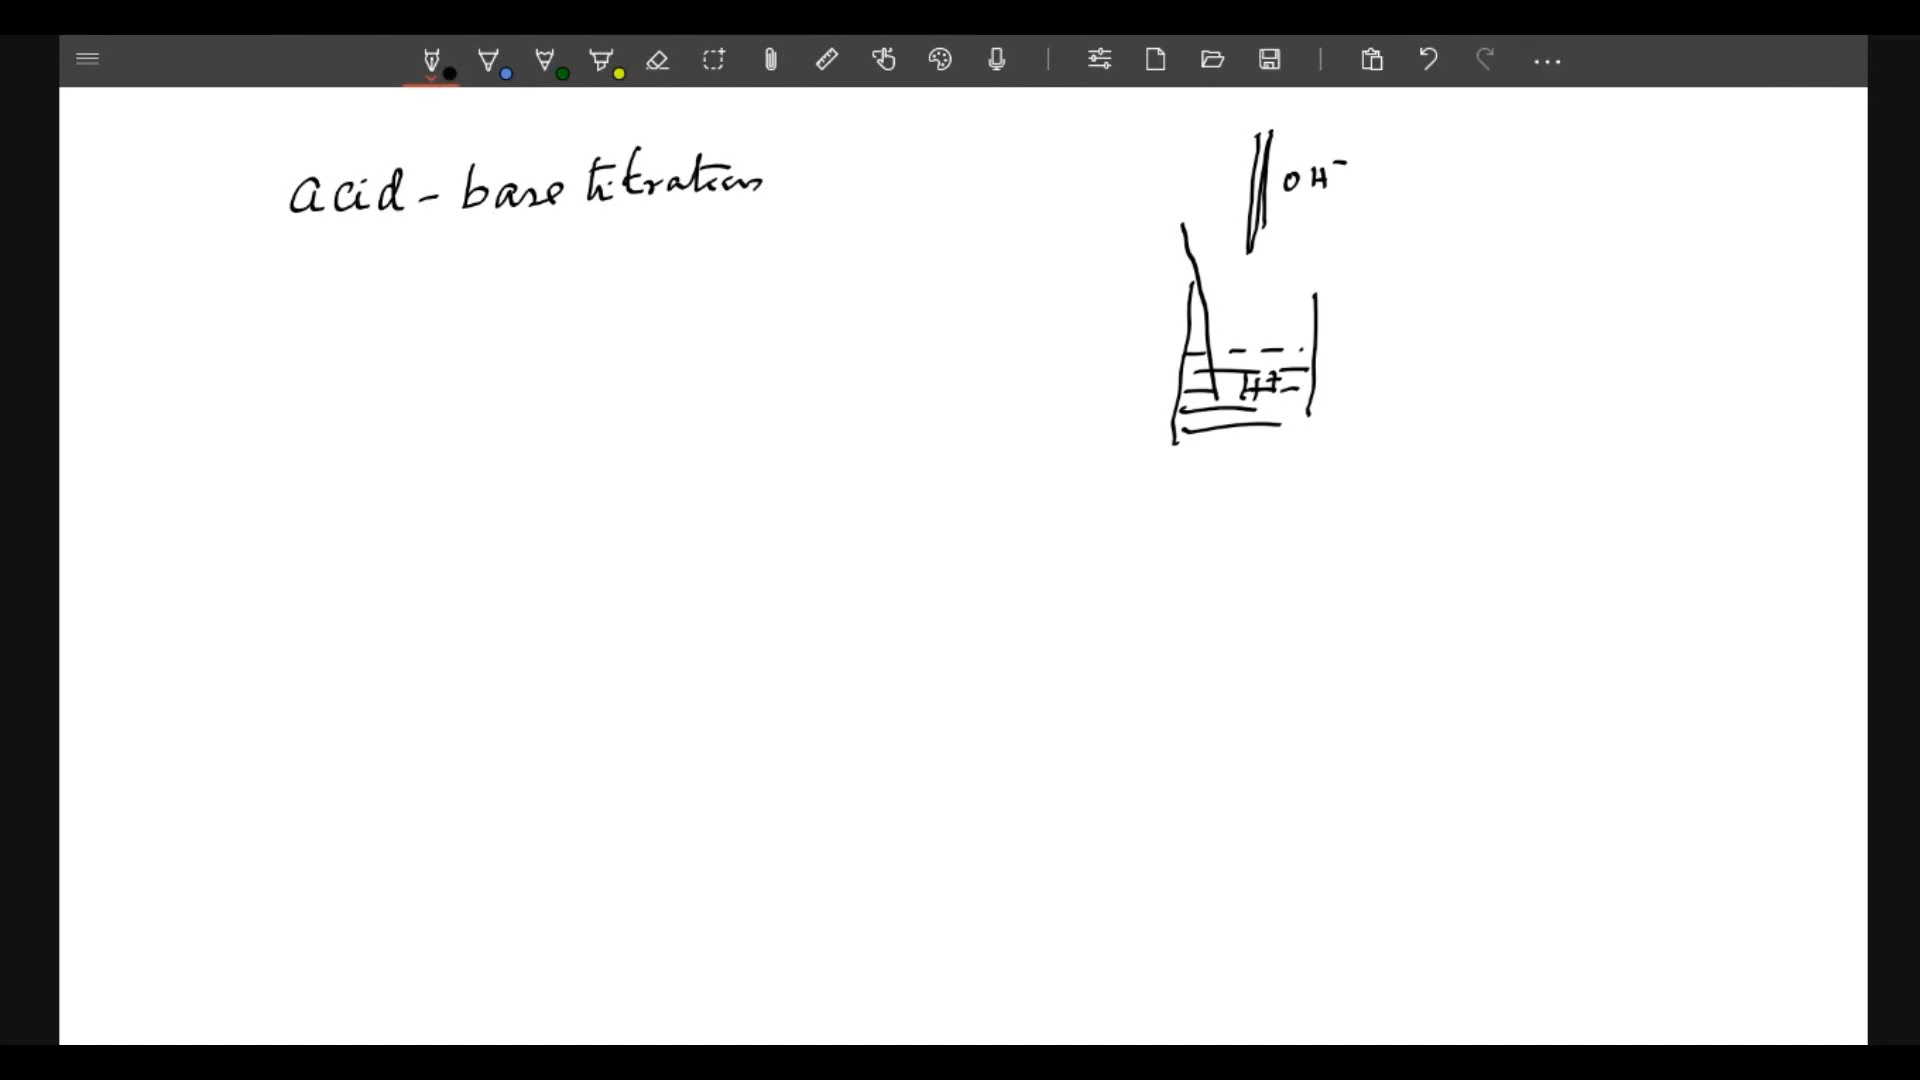 acid - base titration
OH⁻
H⁺